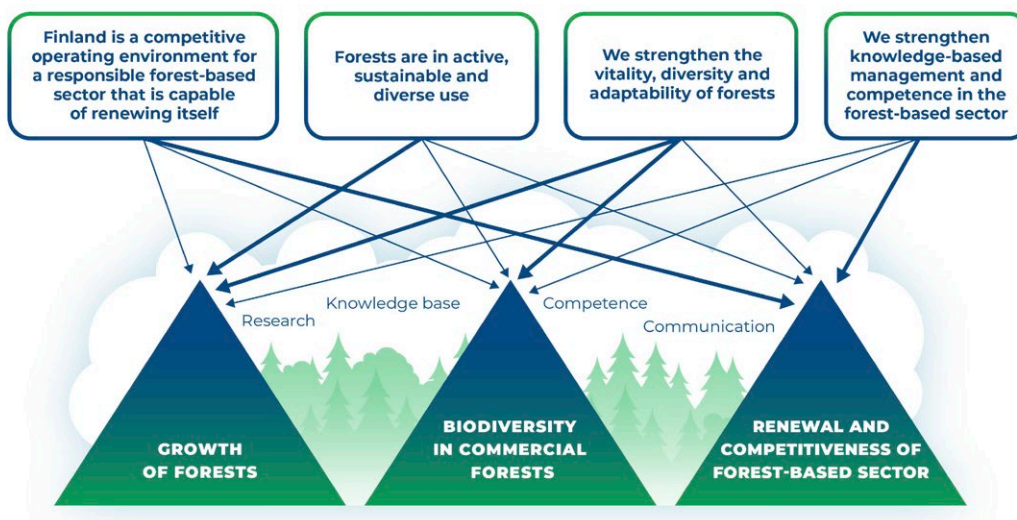 Finland is a competitive
operating environment for
a responsible forest-based
sector that is capable
of renewing itself
Forests are in active,
sustainable and
diverse use
We strengthen the
vitality, diversity and
adaptability of forests
We strengthen
knowledge-based
management and
competence in the
forest-based sector
Knowledge base
Competence
Research
Communication
GROWTH
OF FORESTS
BIODIVERSITY
IN COMMERCIAL
FORESTS
RENEWAL AND
COMPETITIVENESS OF
FOREST-BASED SECTOR